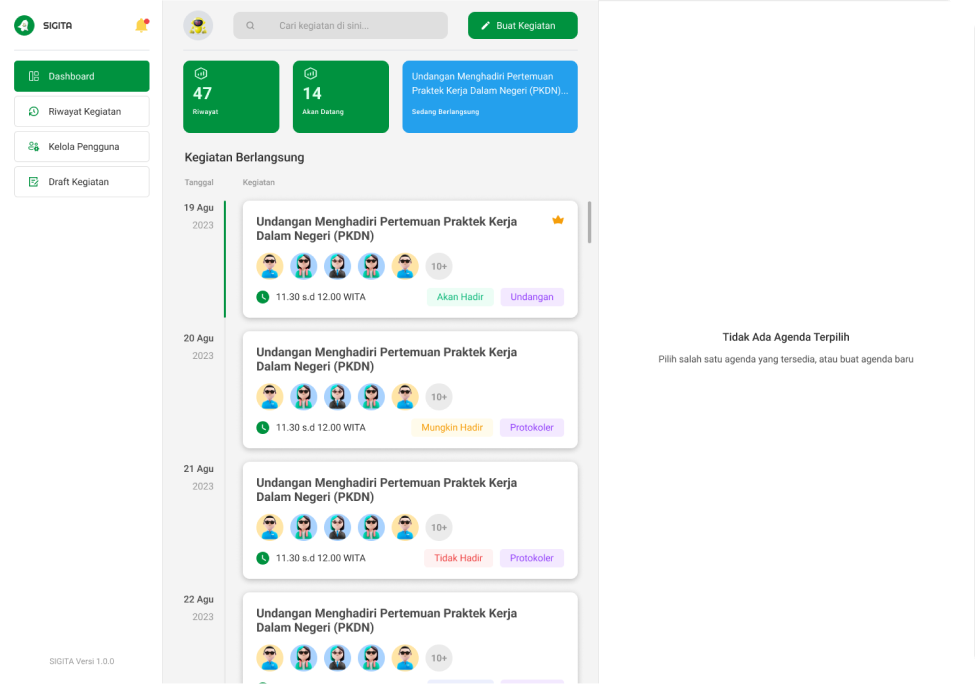 SIGITA
Dashboard
Riwayat Kegiatan
Kelola Pengguna
Draft Kegiatan
SIGITA Versi 1.0.0
Cari kegiatan di sini...
Buat Kegiatan
47
Riwayat
14
Akan Datang
Undangan Menghadiri Pertemuan
Praktek Kerja Dalam Negeri (PKDN)...
Sedang Berlangsung
Kegiatan Berlangsung
Tanggal
Kegiatan
19 Agu
2023
Undangan Menghadiri Pertemuan Praktek Kerja
Dalam Negeri (PKDN)
10+
11.30 s.d 12.00 WITA
Akan Hadir
Undangan
20 Agu
2023
Undangan Menghadiri Pertemuan Praktek Kerja
Dalam Negeri (PKDN)
10+
11.30 s.d 12.00 WITA
Mungkin Hadir
Protokoler
21 Agu
2023
Undangan Menghadiri Pertemuan Praktek Kerja
Dalam Negeri (PKDN)
10+
11.30 s.d 12.00 WITA
Tidak Hadir
Protokoler
22 Agu
2023
Undangan Menghadiri Pertemuan Praktek Kerja
Dalam Negeri (PKDN)
10+
Tidak Ada Agenda Terpilih
Pilih salah satu agenda yang tersedia, atau buat agenda baru